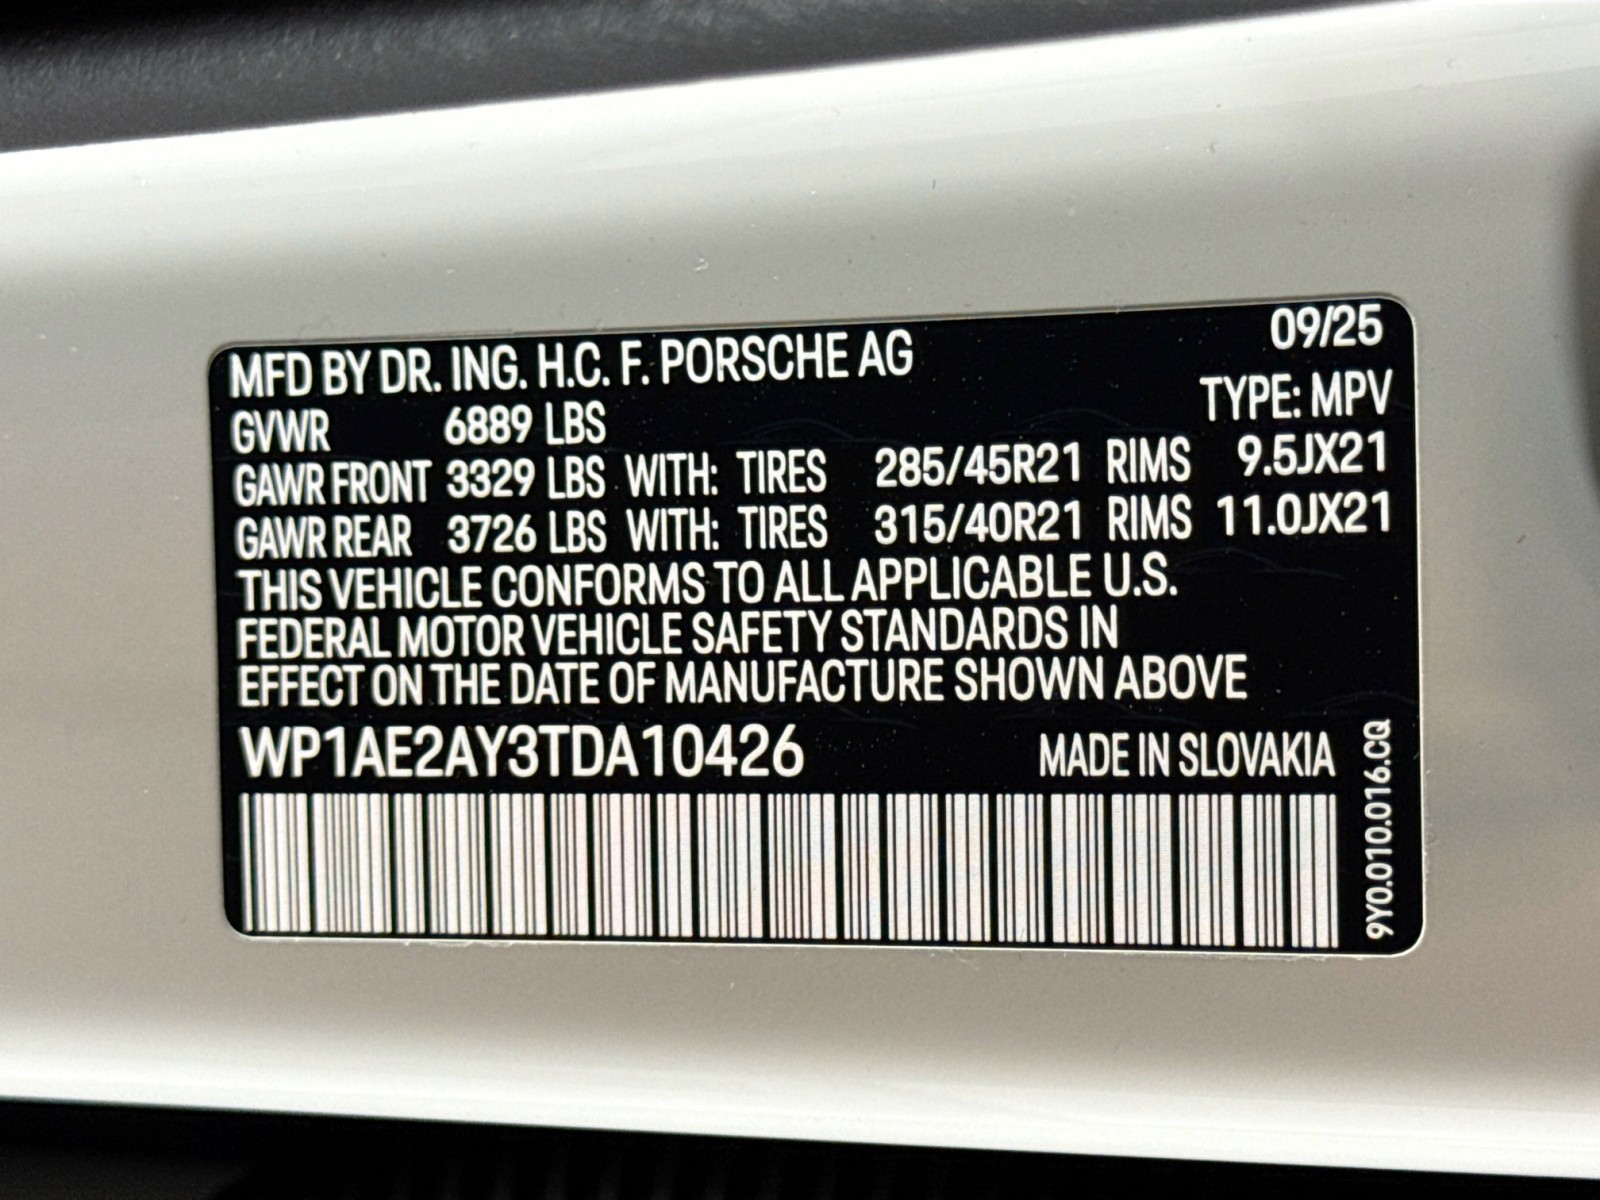 MFD BY DR. ING. H.C. F. PORSCHE AG 09/25
TYPE: MPV
GVWR 6889 LBS
GAWR FRONT 3329 LBS WITH: TIRES 285/45R21 RIMS 9.5JX21
GAWR REAR 3726 LBS WITH: TIRES 315/40R21 RIMS 11.0JX21
THIS VEHICLE CONFORMS TO ALL APPLICABLE U.S.
FEDERAL MOTOR VEHICLE SAFETY STANDARDS IN
EFFECT ON THE DATE OF MANUFACTURE SHOWN ABOVE
WP1AE2AY3TDA10426 MADE IN SLOVAKIA
9Y0.010.016.CQ